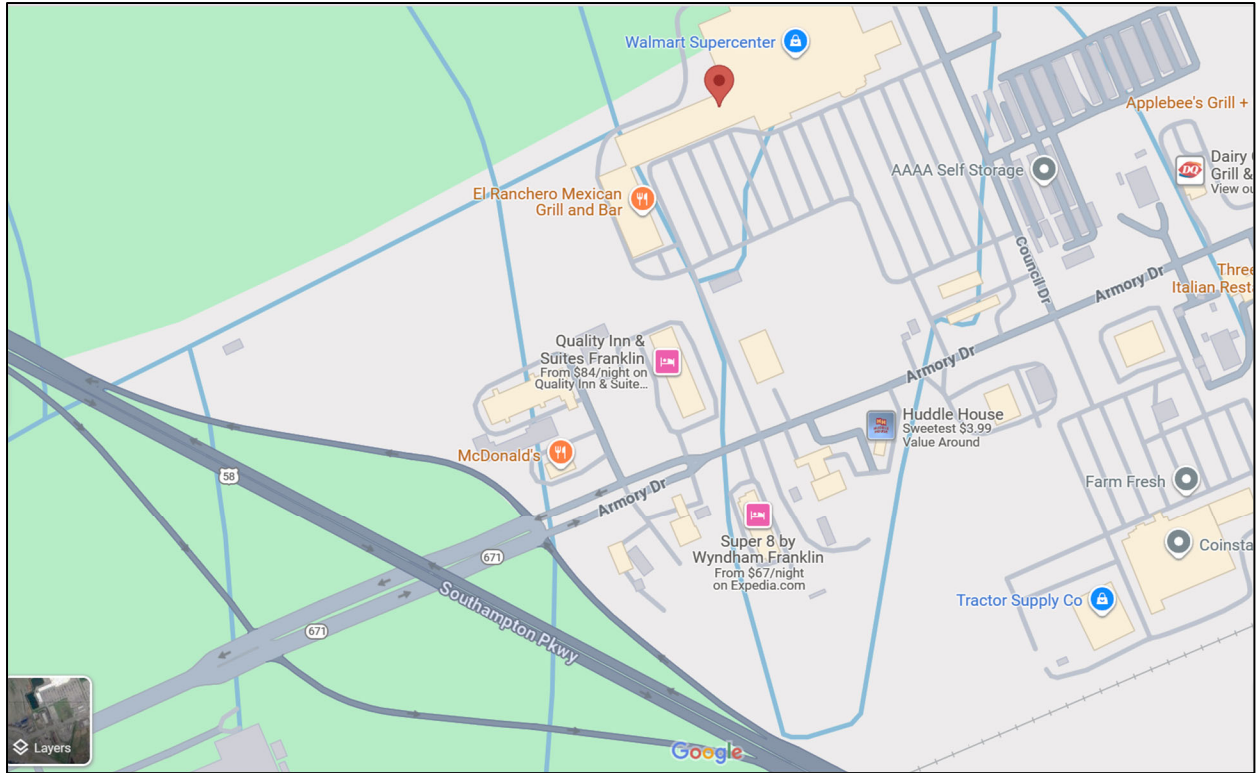 Walmart Supercenter
Applebee's Grill +
El Ranchero Mexican
Grill and Bar
AAAA Self Storage
DQ
Dairy
Grill &
View ou
Council Dr
Armory Dr
Three
Italian Rest
Quality Inn &
Suites Franklin
From $84/night on
Quality Inn & Suite...
Armory Dr
Huddle House
Sweetest $3.99
Value Around
McDonald's
58
Armory Dr
Farm Fresh
Super 8 by
Wyndham Franklin
From $67/night
on Expedia.com
671
Coinsta
Southampton Pkwy
Tractor Supply Co
671
Layers
Google